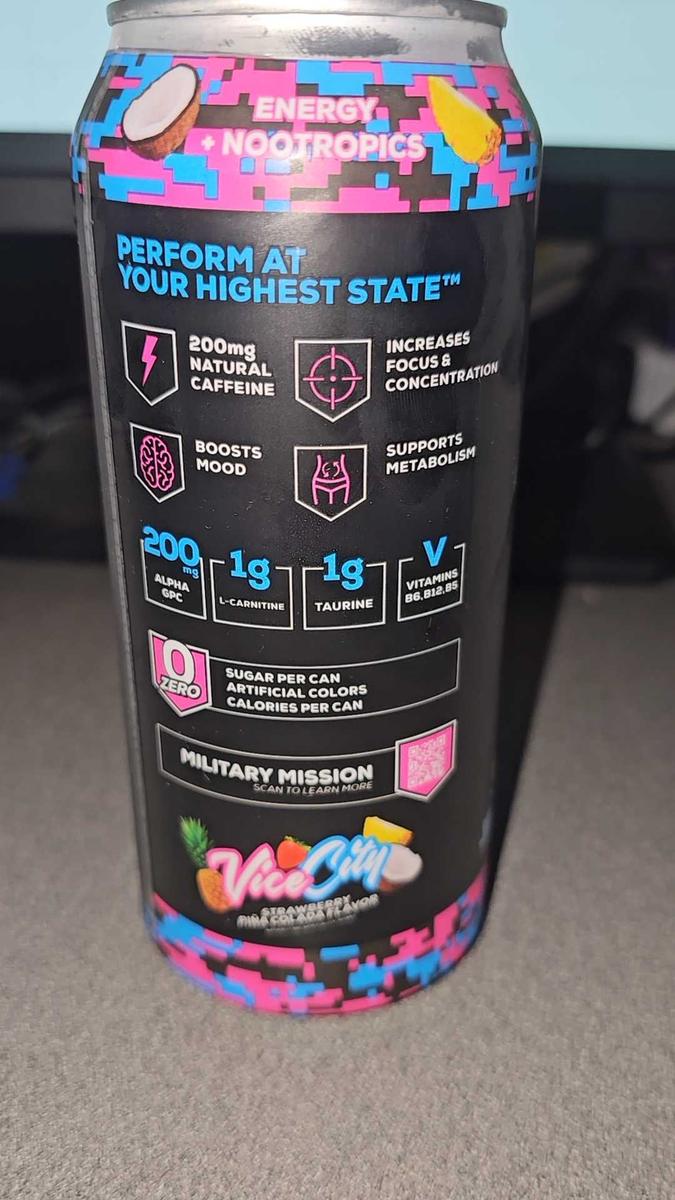 ENERGY
+ NOOTROPICS
PERFORM AT
YOUR HIGHEST STATE™
200mg
NATURAL
CAFFEINE
INCREASES
FOCUS &
CONCENTRATION
BOOSTS
MOOD
SUPPORTS
METABOLISM
200mg
ALPHA
GPC
1g
L-CARNITINE
1g
TAURINE
V
VITAMINS
B6,B12,B5
0
ZERO
SUGAR PER CAN
ARTIFICIAL COLORS
CALORIES PER CAN
MILITARY MISSION
SCAN TO LEARN MORE
Vice City
STRAWBERRY
PIÑA COLADA FLAVOR